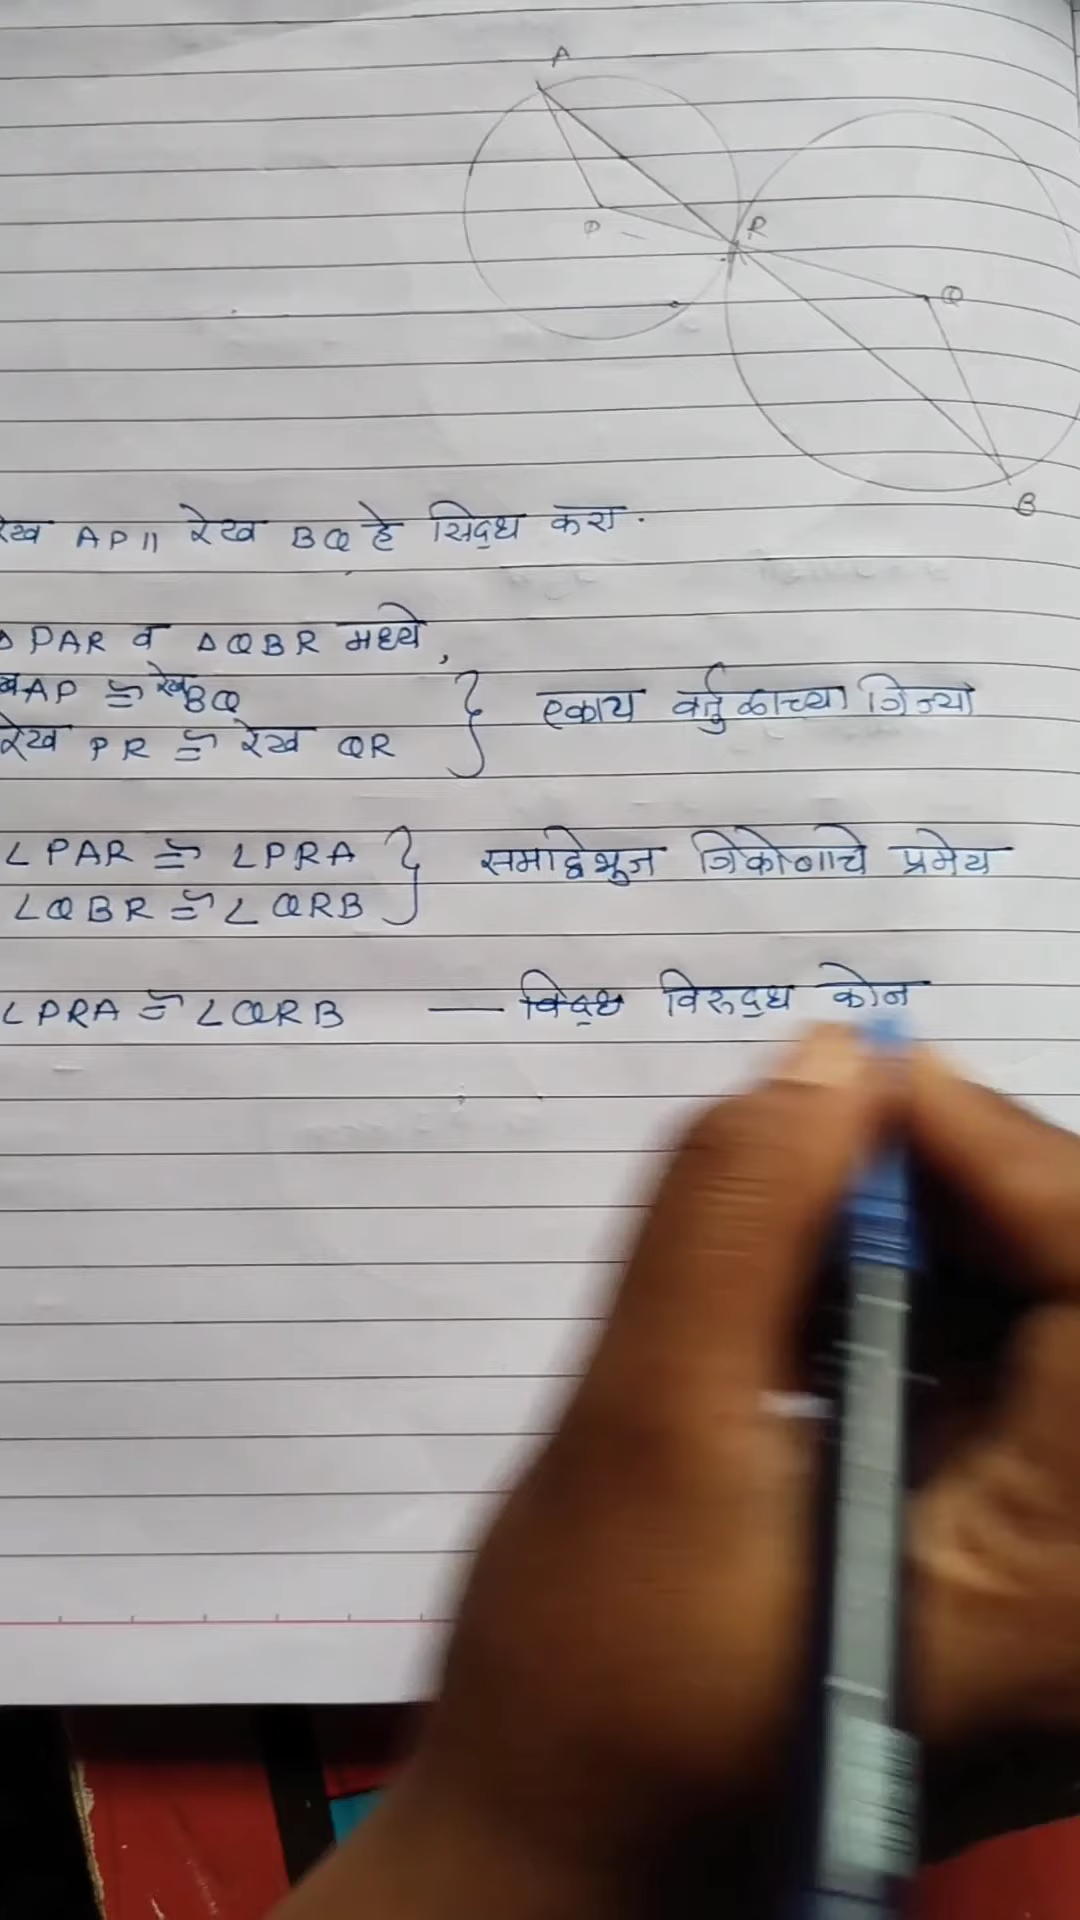 A
P
R
Q
B
रेख AP || रेख BQ हे सिद्ध करा.
Δ PAR व Δ QBR मध्ये,
रेख AP ≅ रेख BQ
रेख PR ≅ रेख QR } एकाच वर्तुळाच्या त्रिज्या
∠PAR ≅ ∠PRA
∠QBR ≅ ∠QRB } समद्विभुज त्रिकोणाचे प्रमेय
∠PRA ≅ ∠QRB — विरुद्ध कोन